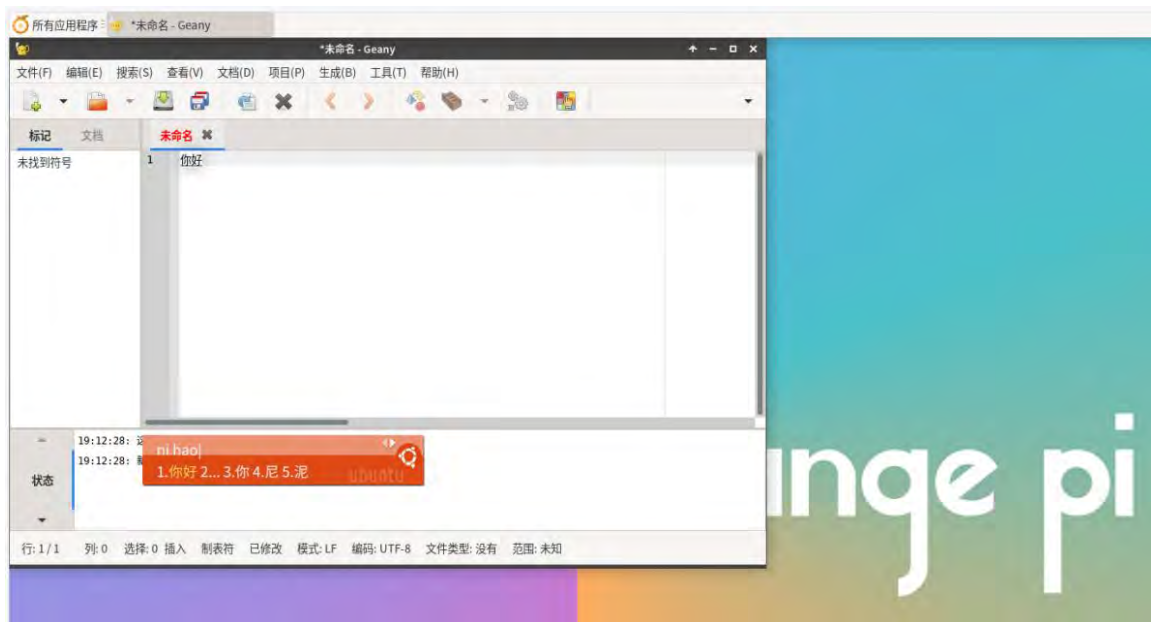 所有应用程序 *未命名 - Geany
*未命名 - Geany
文件(F) 编辑(E) 搜索(S) 查看(V) 文档(D) 项目(P) 生成(B) 工具(T) 帮助(H)
标记 文档 未命名
未找到符号 1 你好
19:12:28:
19:12:28:
ni hao
1.你好 2... 3.你 4.尼 5.泥
ubuntu
状态
行: 1 / 1 列: 0 选择: 0 插入 制表符 已修改 模式: LF 编码: UTF-8 文件类型: 没有 范围: 未知
nge pi